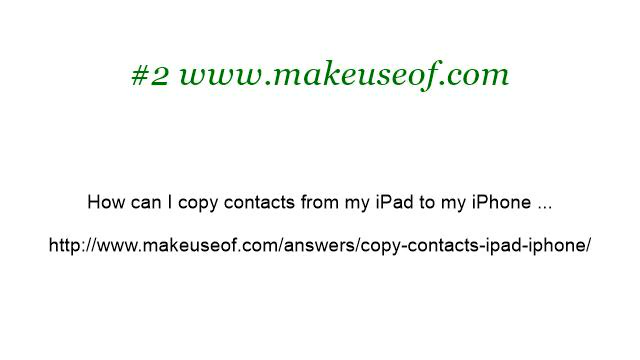 #2 www.makeuseof.com
How can I copy contacts from my iPad to my iPhone ...
http://www.makeuseof.com/answers/copy-contacts-ipad-iphone/